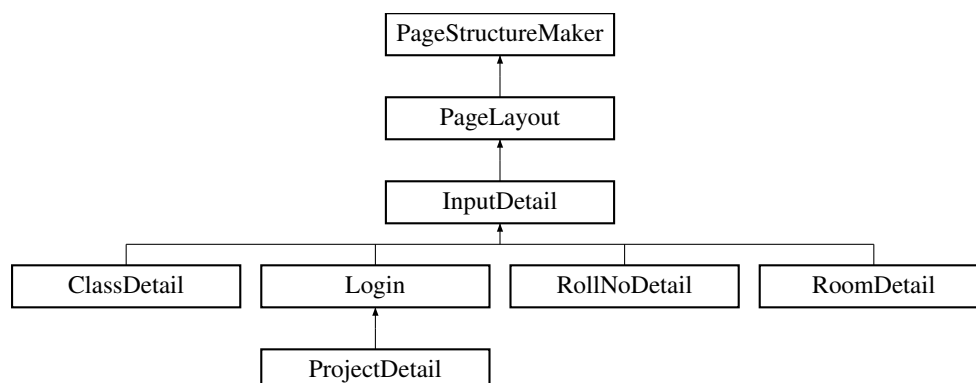 PageStructureMaker
PageLayout
InputDetail
ClassDetail
Login
RollNoDetail
RoomDetail
ProjectDetail